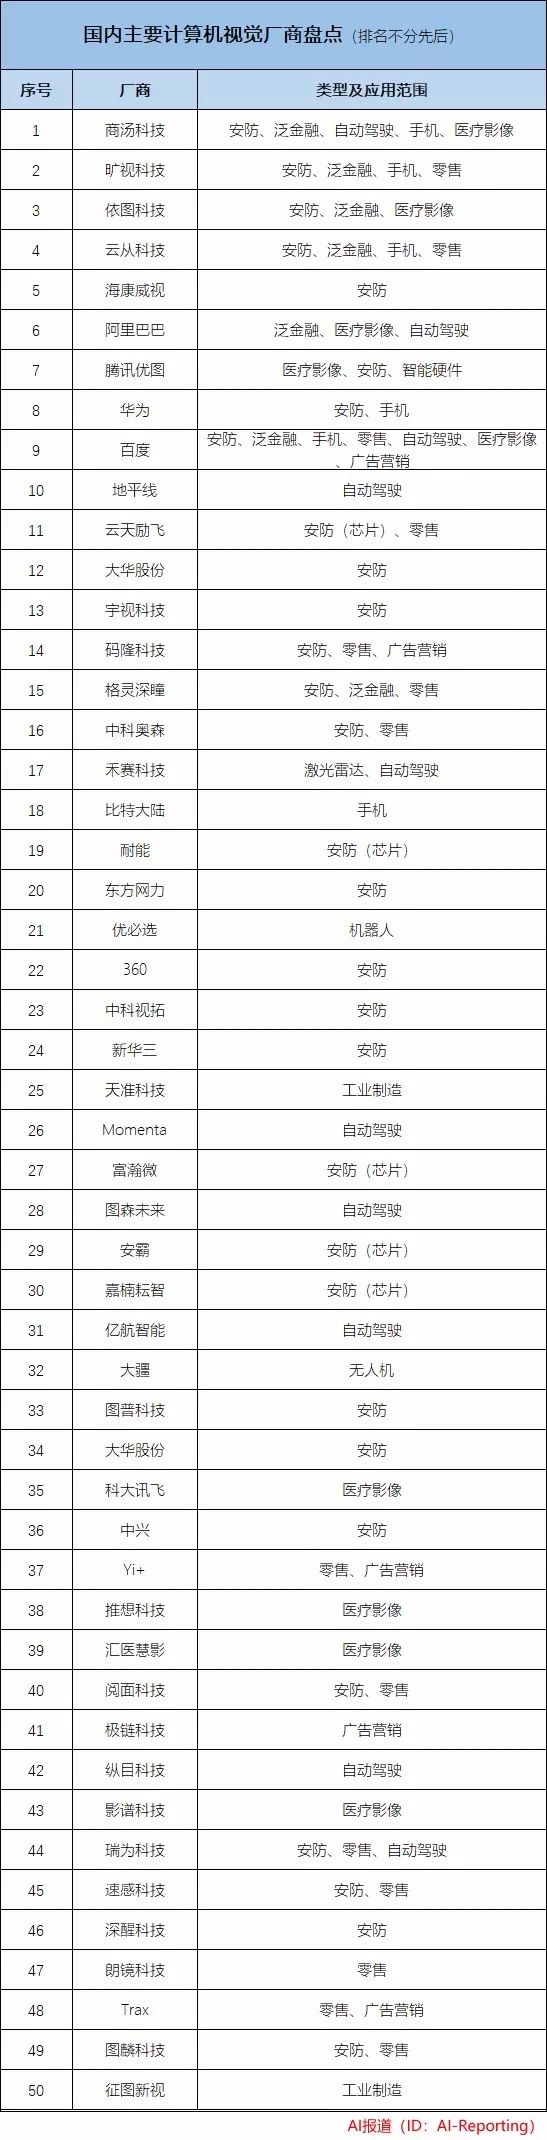 国内主要计算机视觉厂商盘点（排名不分先后）
序号 厂商 类型及应用范围
1 商汤科技 安防、泛金融、自动驾驶、手机、医疗影像
2 旷视科技 安防、泛金融、手机、零售
3 依图科技 安防、泛金融、医疗影像
4 云从科技 安防、泛金融、手机、零售
5 海康威视 安防
6 阿里巴巴 泛金融、医疗影像、自动驾驶
7 腾讯优图 医疗影像、安防、智能硬件
8 华为 安防、手机
9 百度 安防、泛金融、手机、零售、自动驾驶、医疗影像
、广告营销
10 地平线 自动驾驶
11 云天励飞 安防（芯片）、零售
12 大华股份 安防
13 宇视科技 安防
14 码隆科技 安防、零售、广告营销
15 格灵深瞳 安防、泛金融、零售
16 中科奥森 安防、零售
17 禾赛科技 激光雷达、自动驾驶
18 比特大陆 手机
19 耐能 安防（芯片）
20 东方网力 安防
21 优必选 机器人
22 360 安防
23 中科视拓 安防
24 新华三 安防
25 天准科技 工业制造
26 Momenta 自动驾驶
27 富瀚微 安防（芯片）
28 图森未来 自动驾驶
29 安霸 安防（芯片）
30 嘉楠耘智 安防（芯片）
31 亿航智能 自动驾驶
32 大疆 无人机
33 图普科技 安防
34 大华股份 安防
35 科大讯飞 医疗影像
36 中兴 安防
37 Yi+ 零售、广告营销
38 推想科技 医疗影像
39 汇医慧影 医疗影像
40 阅面科技 安防、零售
41 极链科技 广告营销
42 纵目科技 自动驾驶
43 影谱科技 医疗影像
44 瑞为科技 安防、零售、自动驾驶
45 速感科技 安防、零售
46 深醒科技 安防
47 朗镜科技 零售
48 Trax 零售、广告营销
49 图麟科技 安防、零售
50 征图新视 工业制造
AI报道（ID：AI-Reporting）